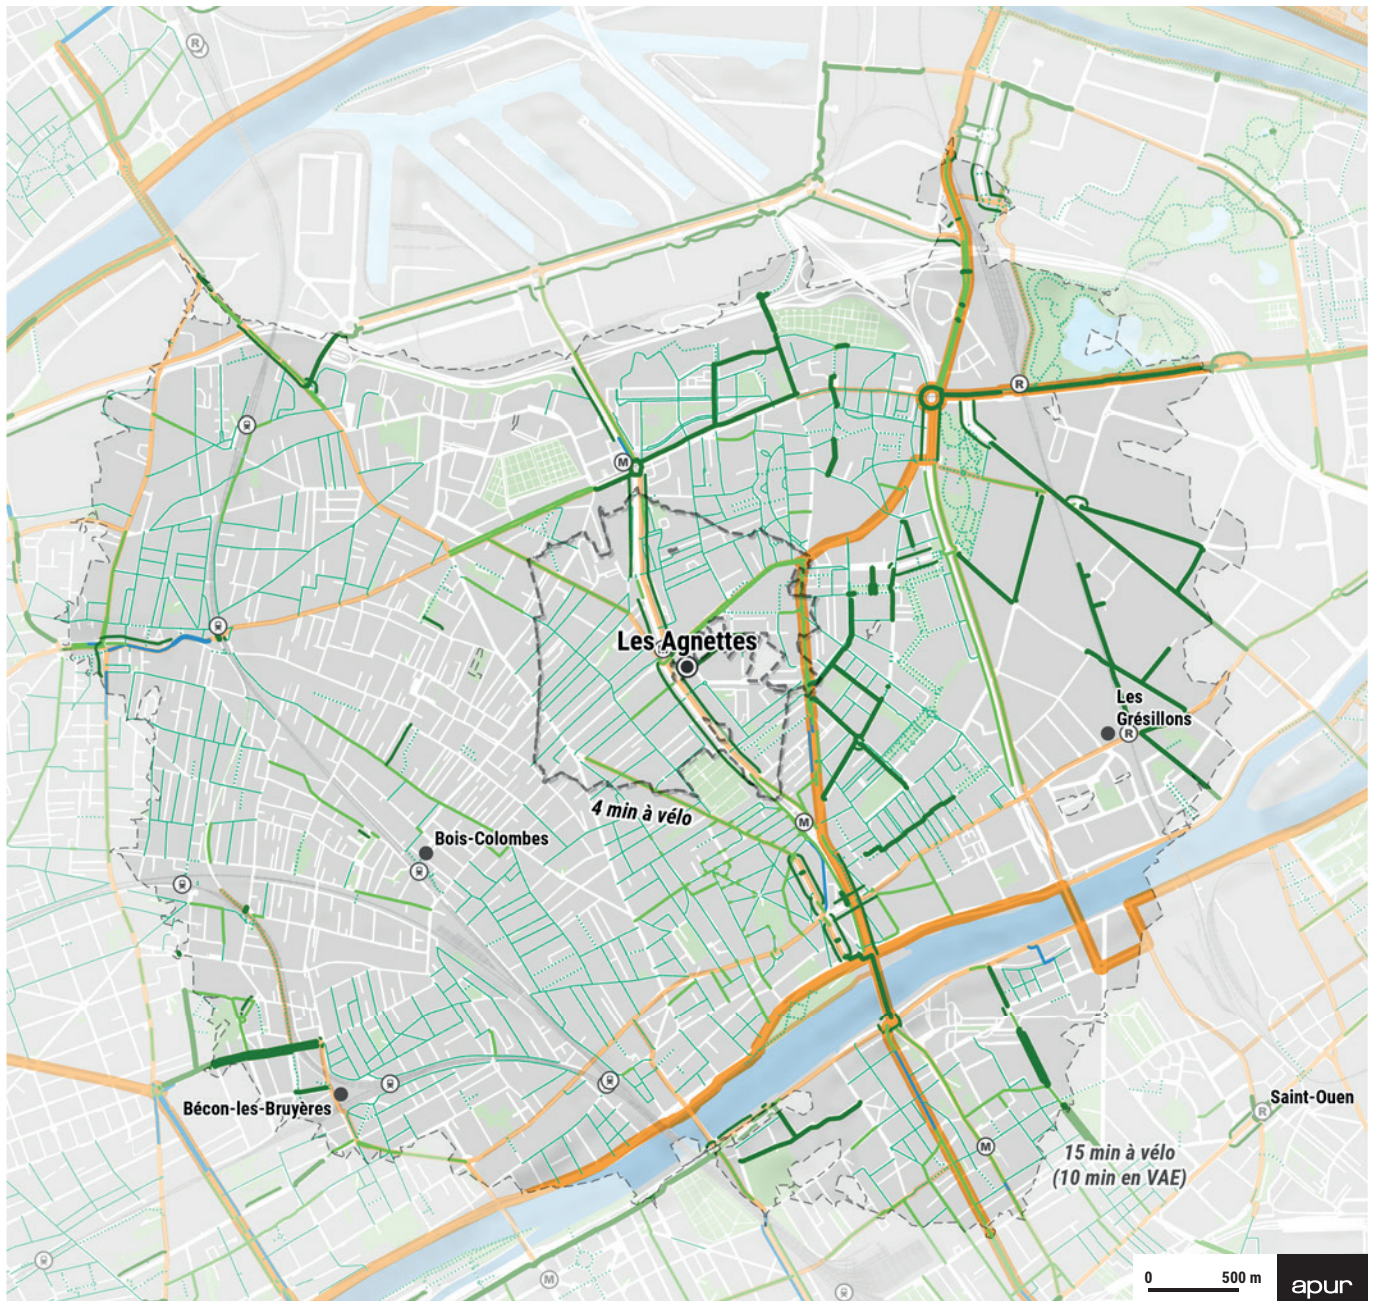 R
R
M
Les Agnettes
Les
Grésillons
R
4 min à vélo
M
Bois-Colombes
Bécon-les-Bruyères
Saint-Ouen
R
M
15 min à vélo
(10 min en VAE)
M
0 500 m
apur